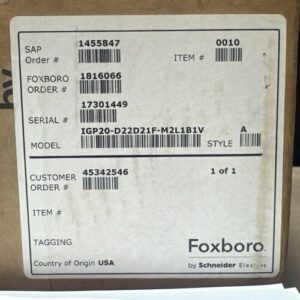 by
SAP Order # 1455847 ITEM # 0010
FOXBORO ORDER # 1816066
SERIAL # 17301449
MODEL IGP20-D22D21F-M2L1B1V STYLE A
CUSTOMER ORDER # 45342546 1 of 1
ITEM #
TAGGING
Country of Origin USA
Foxboro
by Schneider Electric